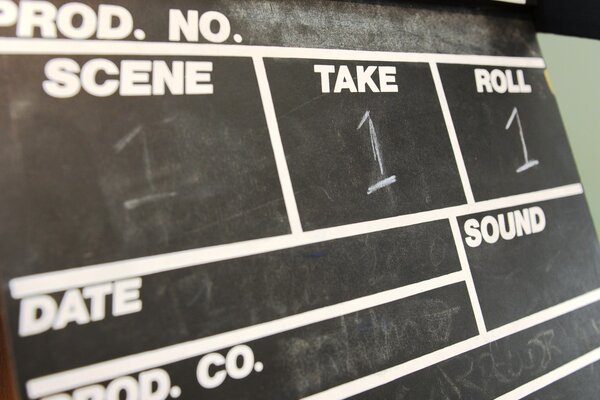 PROD. NO.
SCENE TAKE ROLL
1 1 1
SOUND
DATE
PROD. CO.